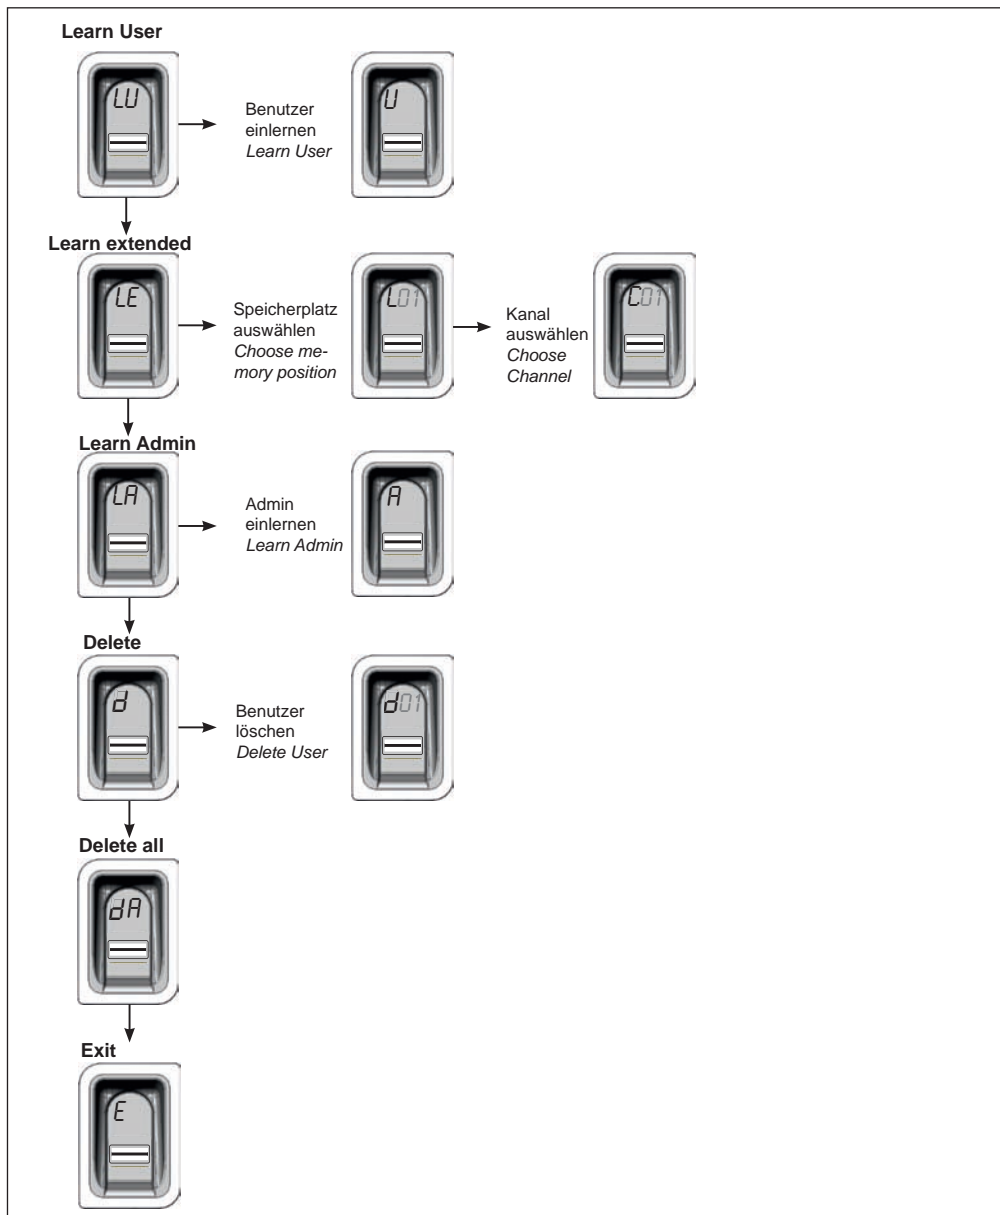 Learn User
LU
Benutzer
einlernen
Learn User
U
Learn extended
LE
Speicherplatz
auswählen
Choose me-
mory position
L01
Kanal
auswählen
Choose
Channel
C01
Learn Admin
LA
Admin
einlernen
Learn Admin
A
Delete
d
Benutzer
löschen
Delete User
d01
Delete all
dA
Exit
E